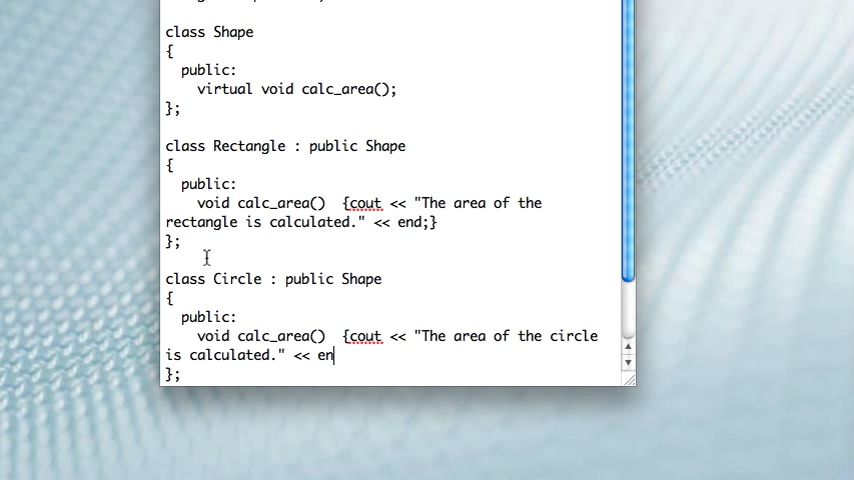 class Shape
{
public:
virtual void calc_area();
};
class Rectangle : public Shape
{
public:
void calc_area()  {cout << "The area of the
rectangle is calculated." << end;}
};
class Circle : public Shape
{
public:
void calc_area()  {cout << "The area of the circle
is calculated." << en
};